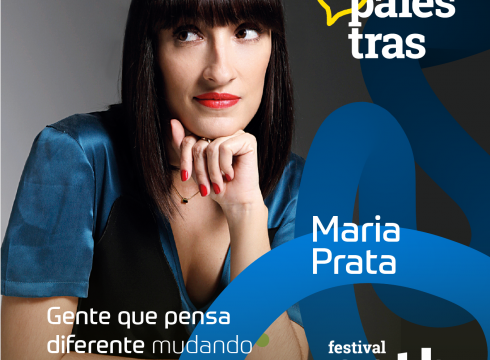 pales
tras
Maria
Prata
Gente que pensa
diferente mudando
festival